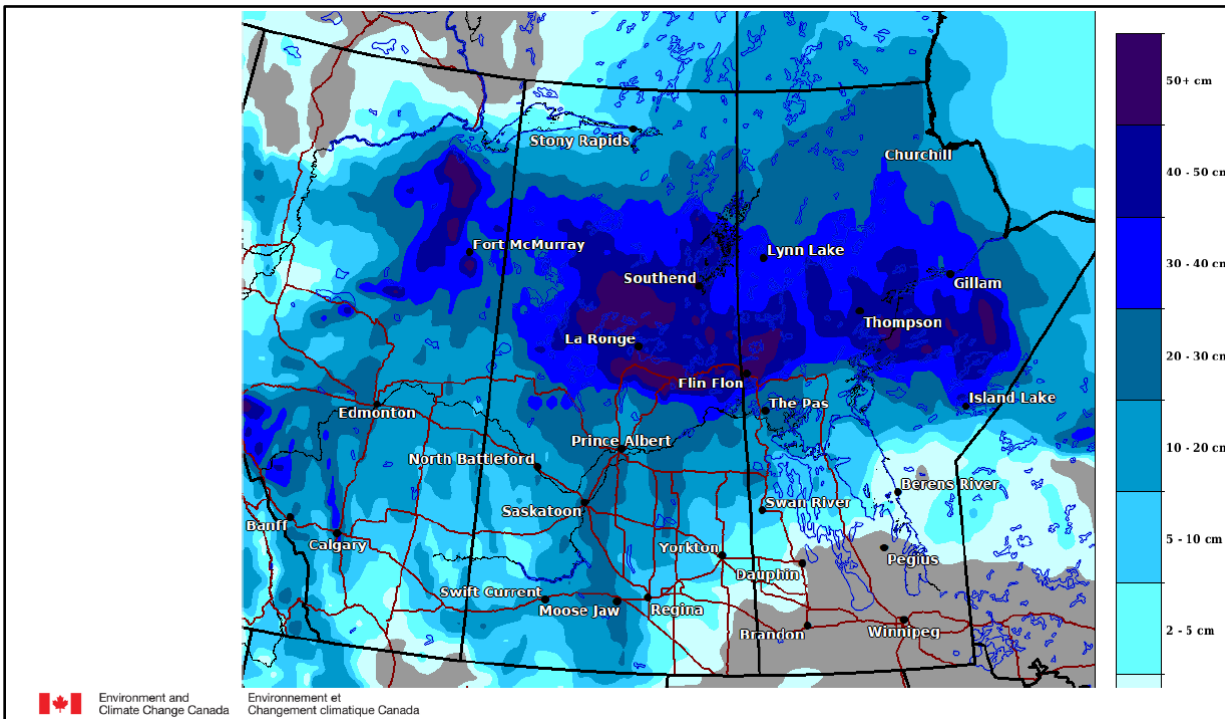 50+ cm
40 - 50 cm
Stony Rapids
Churchill
30 - 40 cm
Fort McMurray
Lynn Lake
Southend
Gillam
Thompson
La Ronge
20 - 30 cm
Flin Flon
Edmonton
The Pas
Island Lake
Prince Albert
10 - 20 cm
North Battleford
Berens River
Saskatoon
Swan River
Banff
Calgary
Yorkton
Pegius
5 - 10 cm
Dauphin
Swift Current
Moose Jaw
Regina
Brandon
Winnipeg
2 - 5 cm
Environment and
Climate Change Canada
Environnement et
Changement climatique Canada